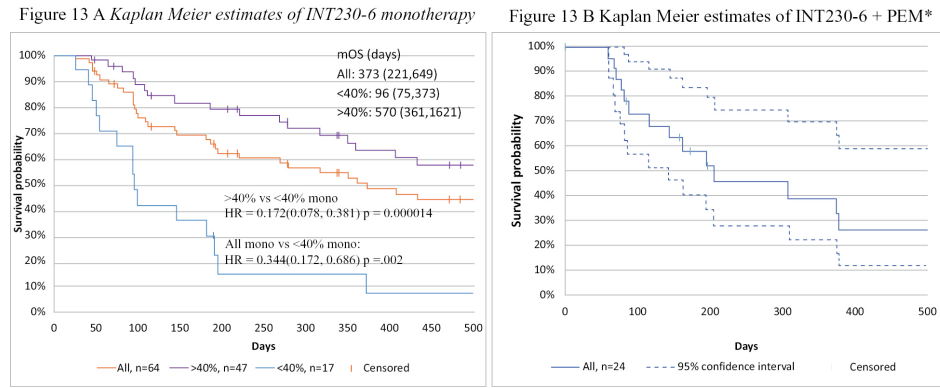 Figure 13 A Kaplan Meier estimates of INT230-6 monotherapy
mOS (days)
All: 373 (221,649)
<40%: 96 (75,373)
>40%: 570 (361,1621)
100%
90%
80%
70%
60%
50%
40%
30%
20%
10%
0%
Survival probability
>40% vs <40% mono
HR = 0.172(0.078, 0.381) p = 0.000014
All mono vs <40% mono:
HR = 0.344(0.172, 0.686) p =.002
0 50 100 150 200 250 300 350 400 450 500
Days
All, n=64 >40%, n=47 <40%, n=17 Censored
Figure 13 B Kaplan Meier estimates of INT230-6 + PEM*
100%
90%
80%
70%
60%
50%
40%
30%
20%
10%
0%
Survival probability
0 100 200 300 400 500
Days
All, n=24 95% confidence interval Censored